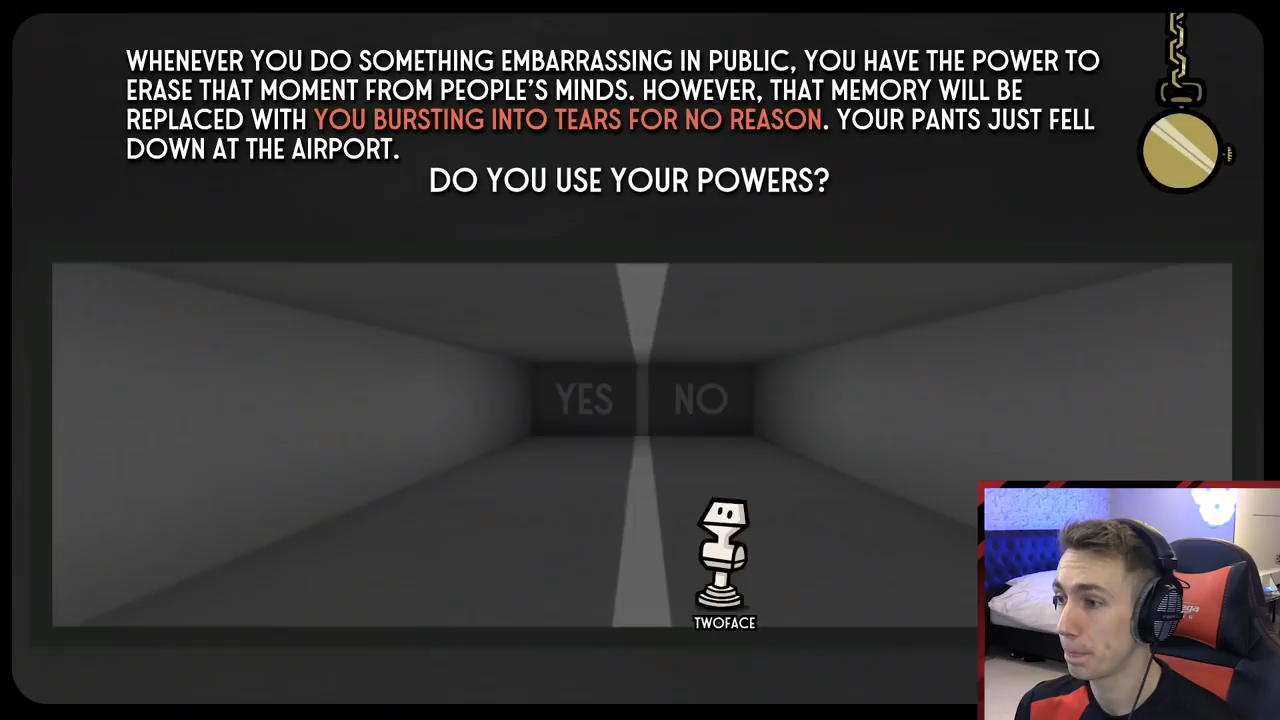 WHENEVER YOU DO SOMETHING EMBARRASSING IN PUBLIC, YOU HAVE THE POWER TO
ERASE THAT MOMENT FROM PEOPLE'S MINDS. HOWEVER, THAT MEMORY WILL BE
REPLACED WITH YOU BURSTING INTO TEARS FOR NO REASON. YOUR PANTS JUST FELL
DOWN AT THE AIRPORT.
DO YOU USE YOUR POWERS?
YES NO
TWOFACE